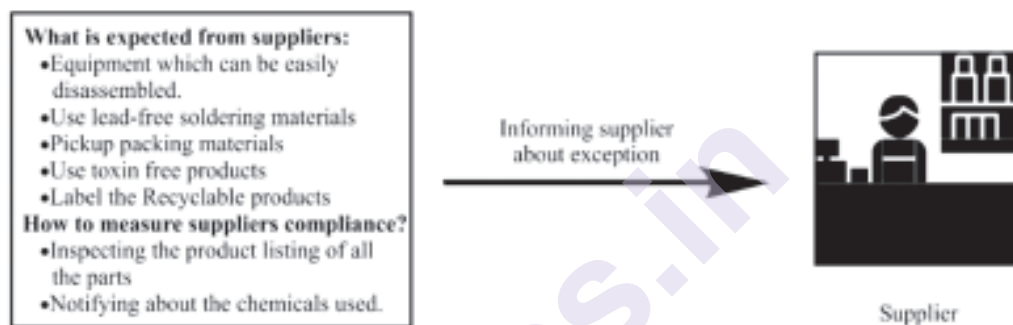 What is expected from suppliers:
•Equipment which can be easily
disassembled.
•Use lead-free soldering materials
•Pickup packing materials
•Use toxin free products
•Label the Recyclable products
How to measure suppliers compliance?
•Inspecting the product listing of all
the parts
•Notifying about the chemicals used.
Informing supplier
about exception
Supplier
s.in